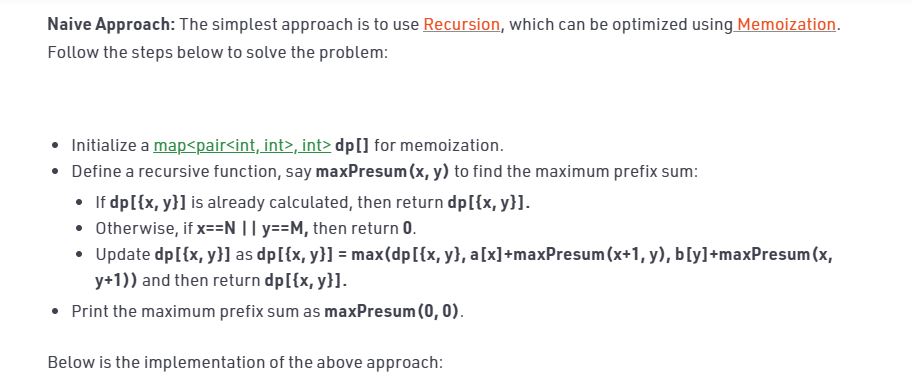 Naive Approach: The simplest approach is to use Recursion, which can be optimized using Memoization.
Follow the steps below to solve the problem:
• Initialize a map<pair<int, int>, int> dp[] for memoization.
• Define a recursive function, say maxPresum(x, y) to find the maximum prefix sum:
• If dp[{x, y}] is already calculated, then return dp[{x, y}].
• Otherwise, if x==N || y==M, then return 0.
• Update dp[{x, y}] as dp[{x, y}] = max(dp[{x, y}, a[x]+maxPresum(x+1, y), b[y]+maxPresum(x,
y+1)) and then return dp[{x, y}].
• Print the maximum prefix sum as maxPresum(0, 0).
Below is the implementation of the above approach: